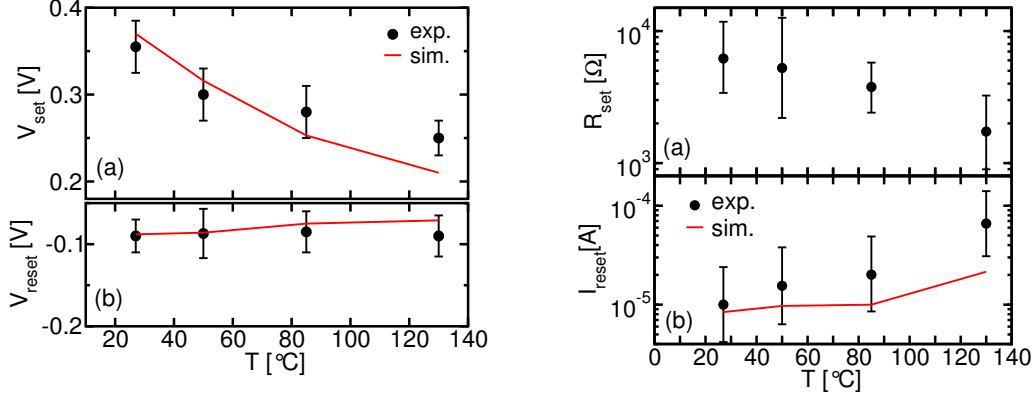 0.4
0.3
0.2
V_set [V]
exp.
sim.
(a)
-0.1
-0.2
V_reset [V]
(b)
20 40 60 80 100 120 140
T [°C]
10^4
10^3
R_set [Ω]
(a)
10^-4
10^-5
I_reset [A]
exp.
sim.
(b)
0 20 40 60 80 100 120 140
T [°C]